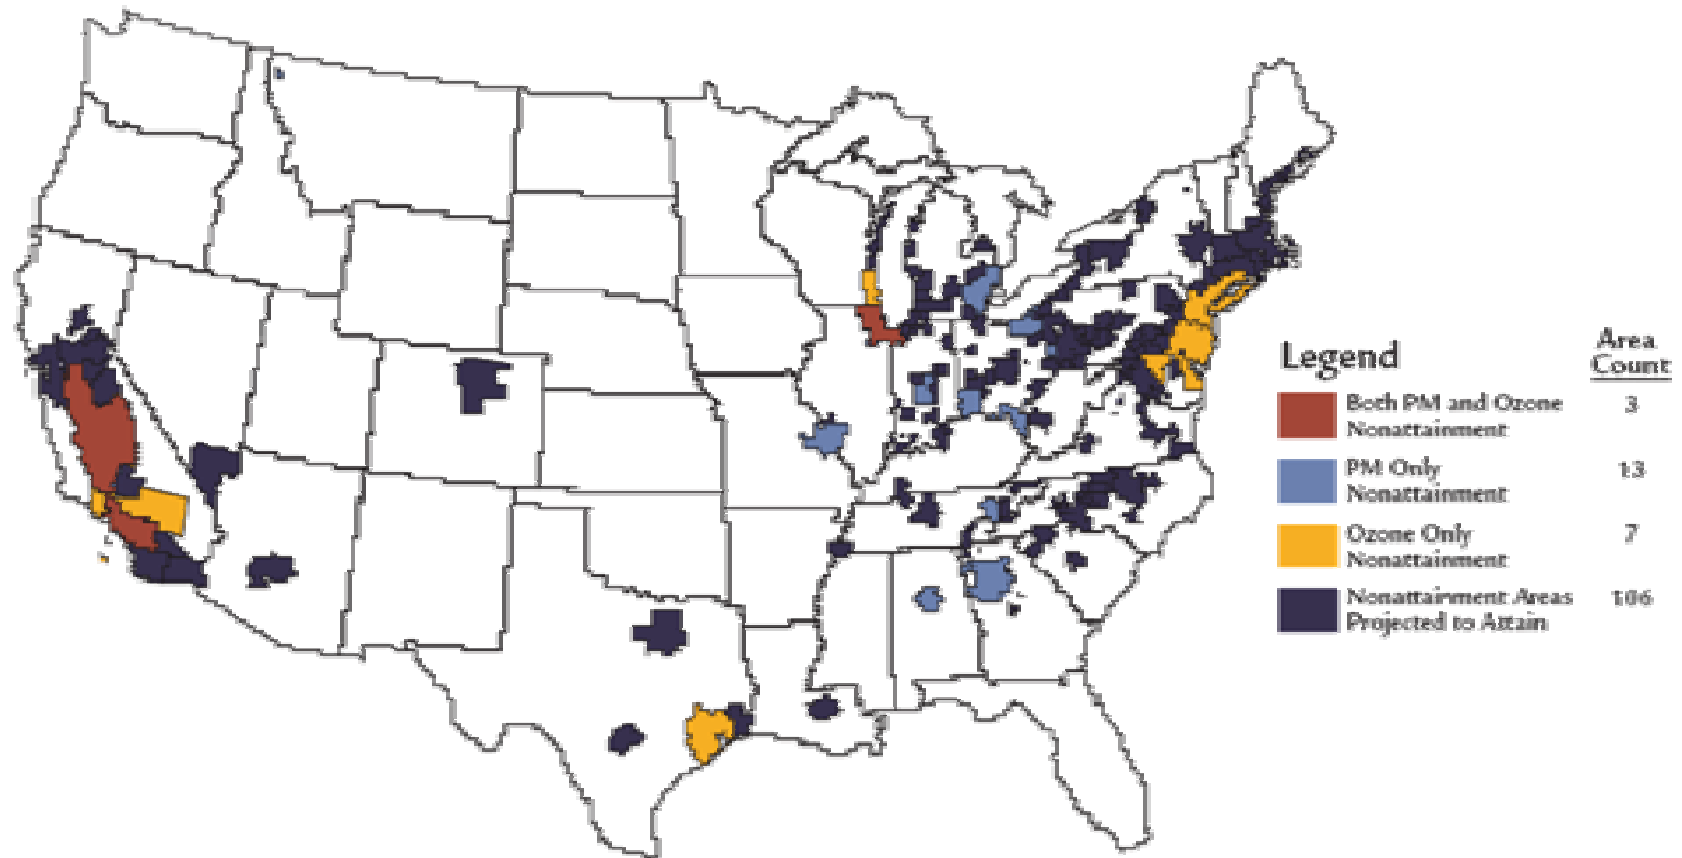 Legend
Area
Count
Both PM and Ozone
Nonattainment
3
PM Only
Nonattainment
13
Ozone Only
Nonattainment
7
Nonattainment Areas
Projected to Attain
106